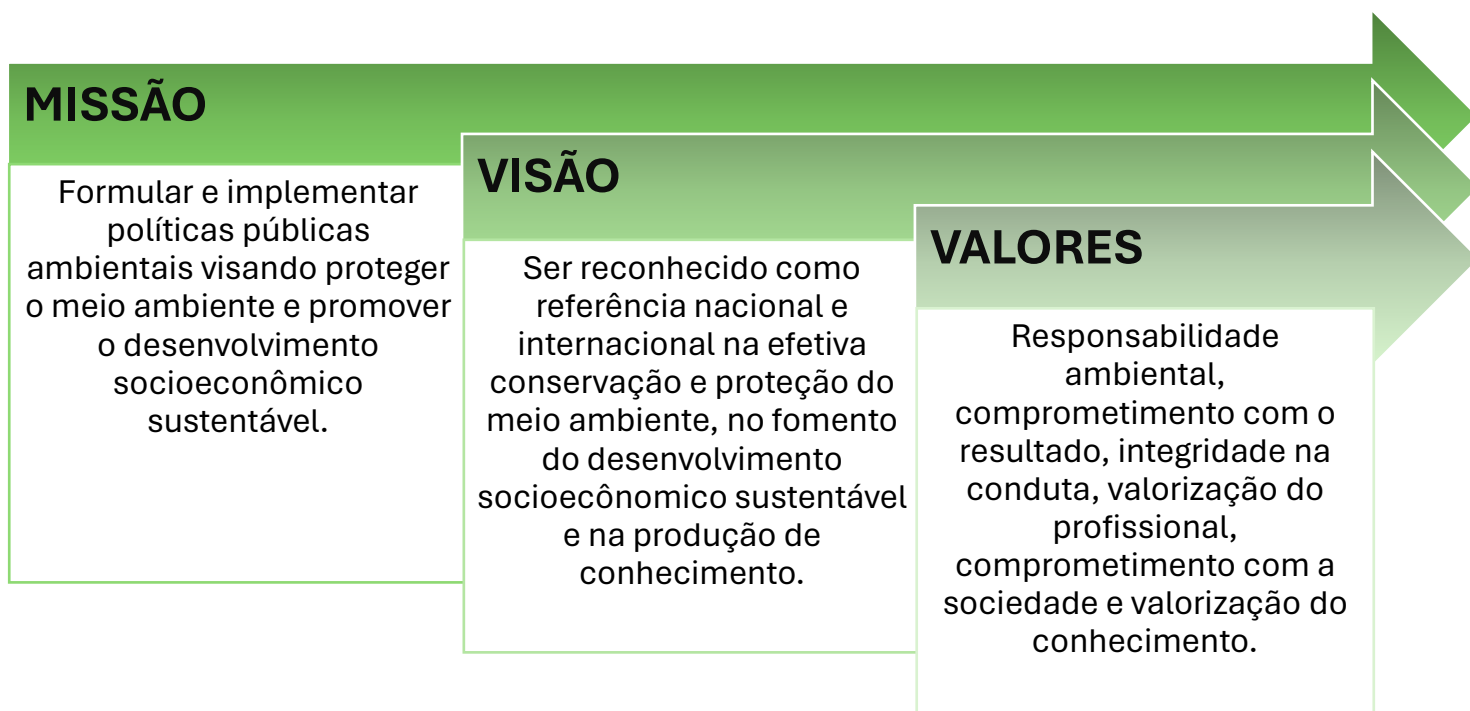 MISSÃO
Formular e implementar
políticas públicas
ambientais visando proteger
o meio ambiente e promover
o desenvolvimento
socioeconômico
sustentável.
VISÃO
Ser reconhecido como
referência nacional e
internacional na efetiva
conservação e proteção do
meio ambiente, no fomento
do desenvolvimento
socioecônomico sustentável
e na produção de
conhecimento.
VALORES
Responsabilidade
ambiental,
comprometimento com o
resultado, integridade na
conduta, valorização do
profissional,
comprometimento com a
sociedade e valorização do
conhecimento.